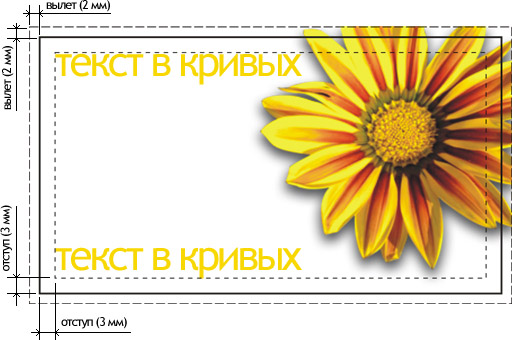 вылет (2 мм)
вылет (2 мм)
текст в кривых
отступ (3 мм)
текст в кривых
отступ (3 мм)